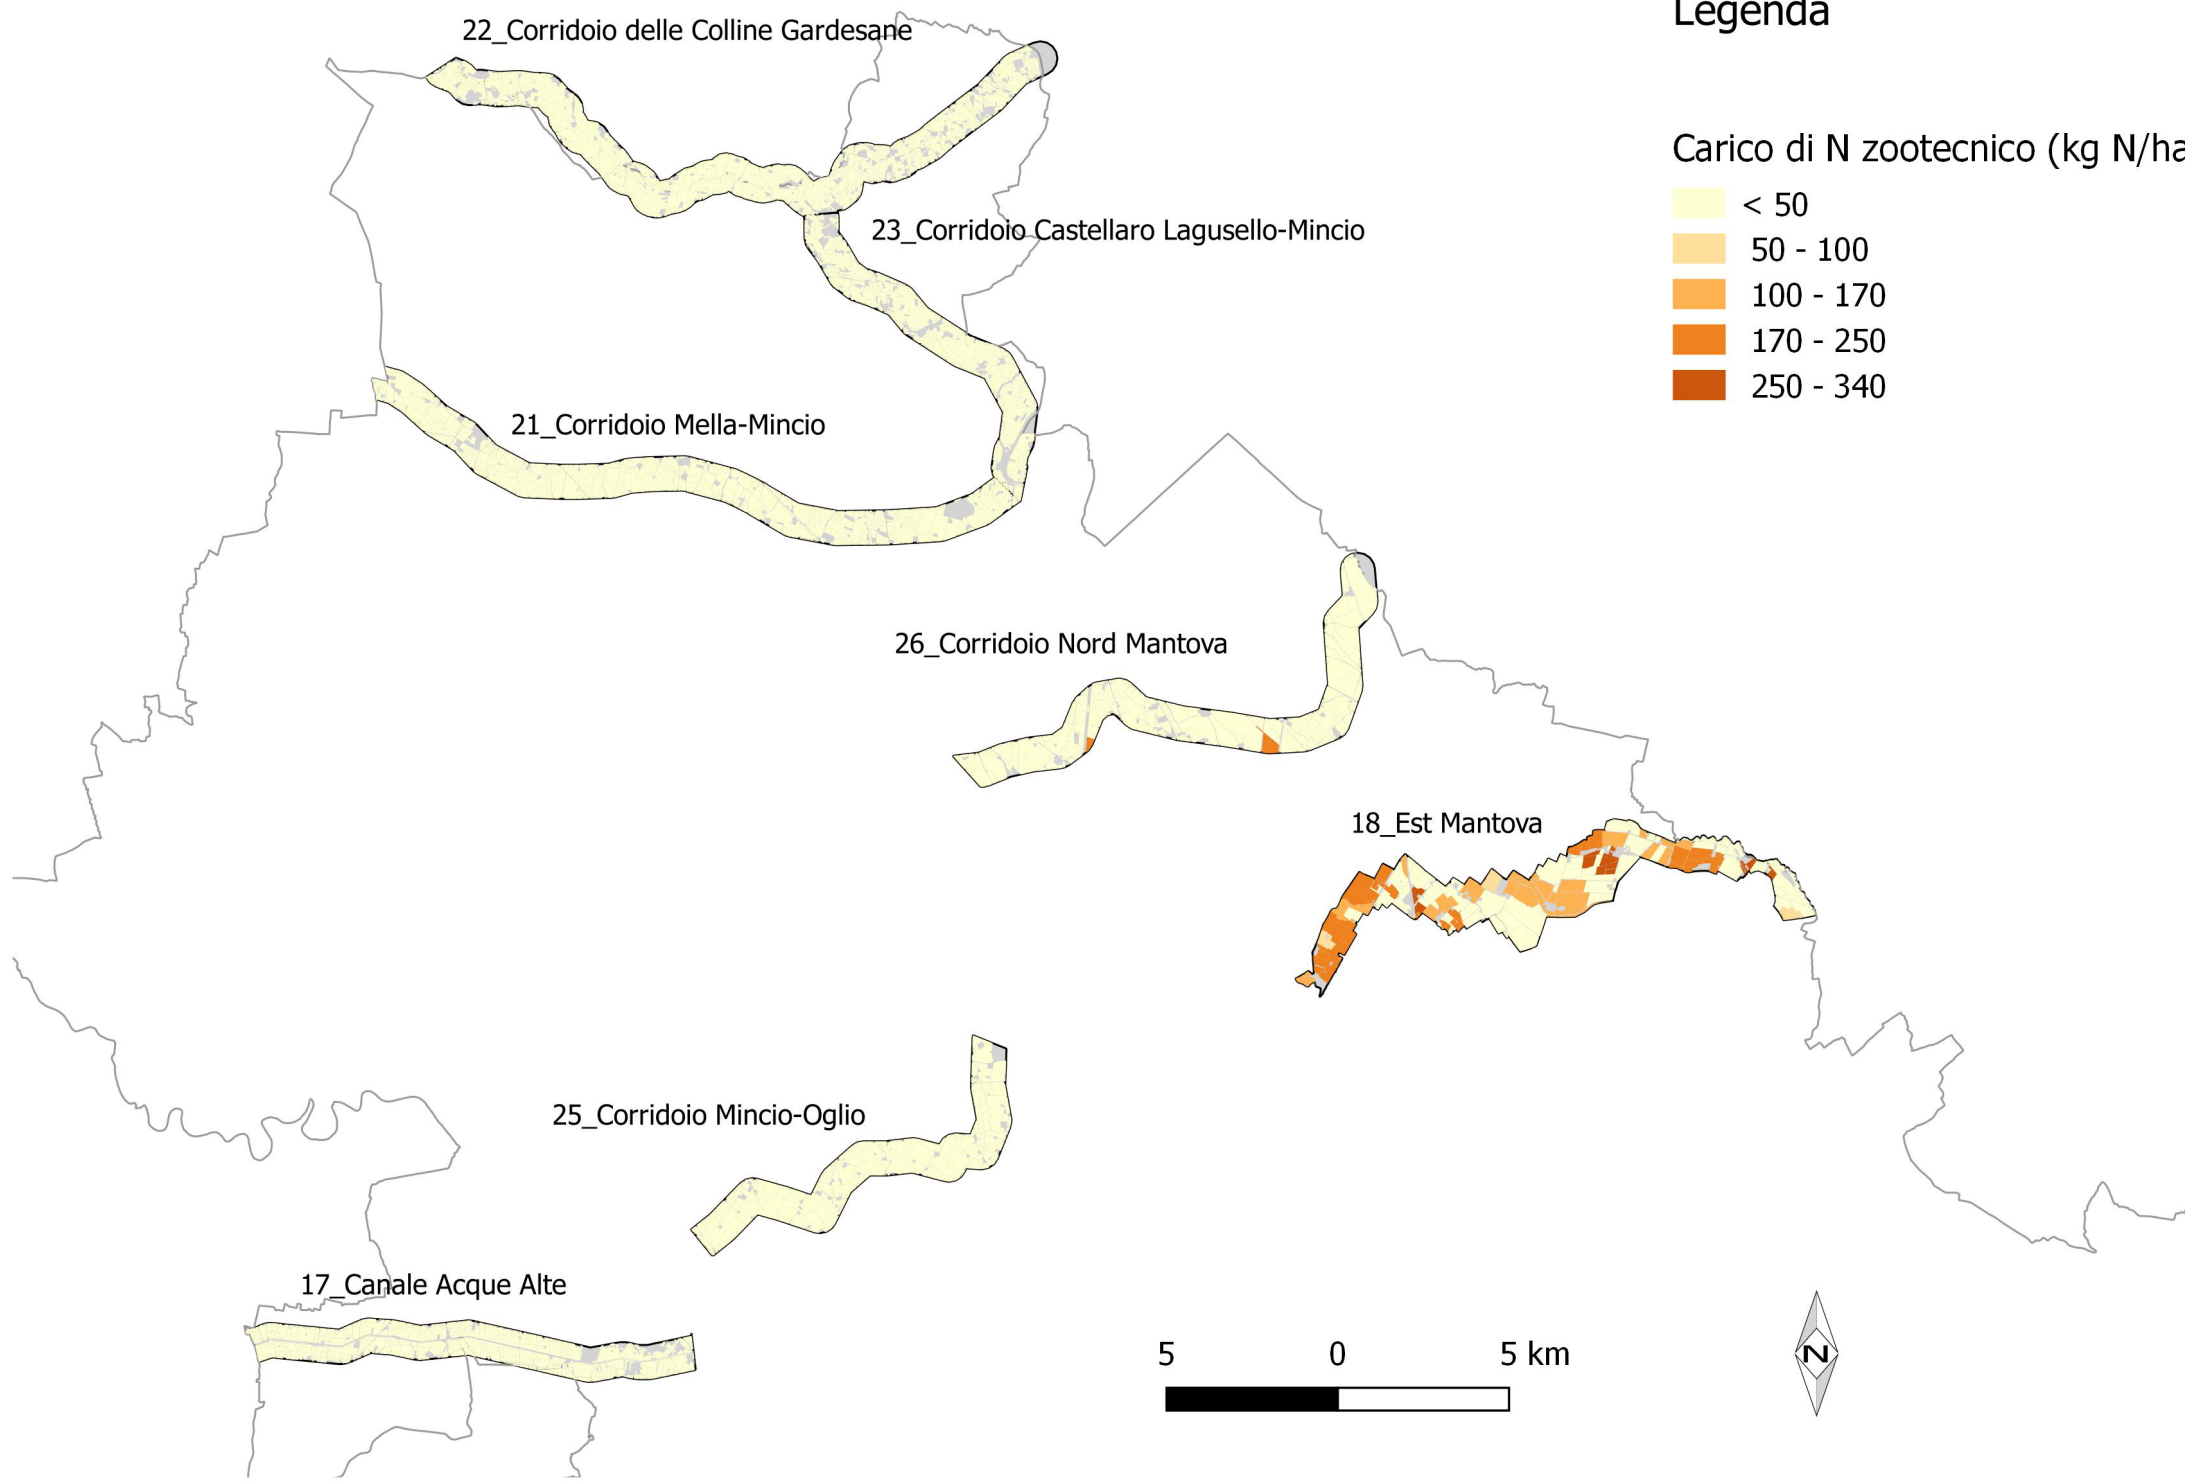 22_Corridoio delle Colline Gardesane
Legenda
Carico di N zootecnico (kg N/ha
< 50
50 - 100
100 - 170
170 - 250
250 - 340
23_Corridoio Castellaro Lagusello-Mincio
21_Corridoio Mella-Mincio
26_Corridoio Nord Mantova
18_Est Mantova
25_Corridoio Mincio-Oglio
17_Canale Acque Alte
5 0 5 km
N